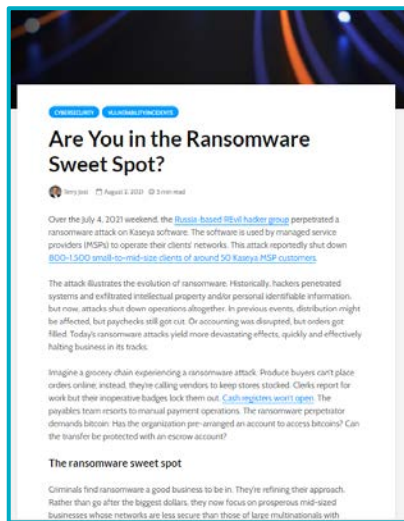 CYBERSECURITY VULNERABILITY/INCIDENTS
Are You in the Ransomware
Sweet Spot?
Terry Jost August 2, 2021 5 min read
Over the July 4, 2021 weekend, the Russia-based REvil hacker group perpetrated a
ransomware attack on Kaseya software. The software is used by managed service
providers (MSPs) to operate their clients' networks. This attack reportedly shut down
800-1,500 small-to-mid-size clients of around 50 Kaseya MSP customers.
The attack illustrates the evolution of ransomware. Historically, hackers penetrated
systems and exfiltrated intellectual property and/or personal identifiable information,
but now, attacks shut down operations altogether. In previous events, distribution might
be affected, but paychecks still got cut. Or accounting was disrupted, but orders got
filled. Today's ransomware attacks yield more devastating effects, quickly and effectively
halting business in its tracks.
Imagine a grocery chain experiencing a ransomware attack. Produce buyers can't place
orders online; instead, they're calling vendors to keep stores stocked. Clerks report for
work but their inoperative badges lock them out. Cash registers won't open. The
payables team resorts to manual payment operations. The ransomware perpetrator
demands bitcoin: Has the organization pre-arranged an account to access bitcoins? Can
the transfer be protected with an escrow account?
The ransomware sweet spot
Criminals find ransomware a good business to be in. They're refining their approach.
Rather than go after the biggest dollars, they now focus on prosperous mid-sized
businesses whose networks are less secure than those of large multinationals with